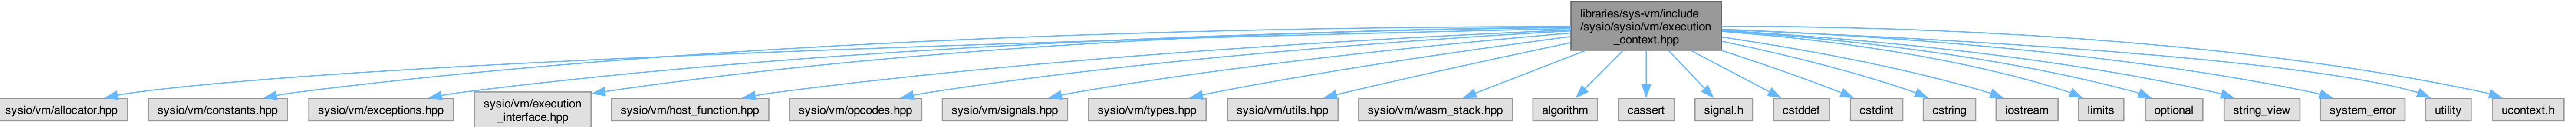 libraries/sys-vm/include
/sysio/sysio/vm/execution
_context.hpp
sysio/vm/allocator.hpp
sysio/vm/constants.hpp
sysio/vm/exceptions.hpp
sysio/vm/execution
_interface.hpp
sysio/vm/host_function.hpp
sysio/vm/opcodes.hpp
sysio/vm/signals.hpp
sysio/vm/types.hpp
sysio/vm/utils.hpp
sysio/vm/wasm_stack.hpp
algorithm
cassert
signal.h
cstddef
cstdint
cstring
iostream
limits
optional
string_view
system_error
utility
ucontext.h